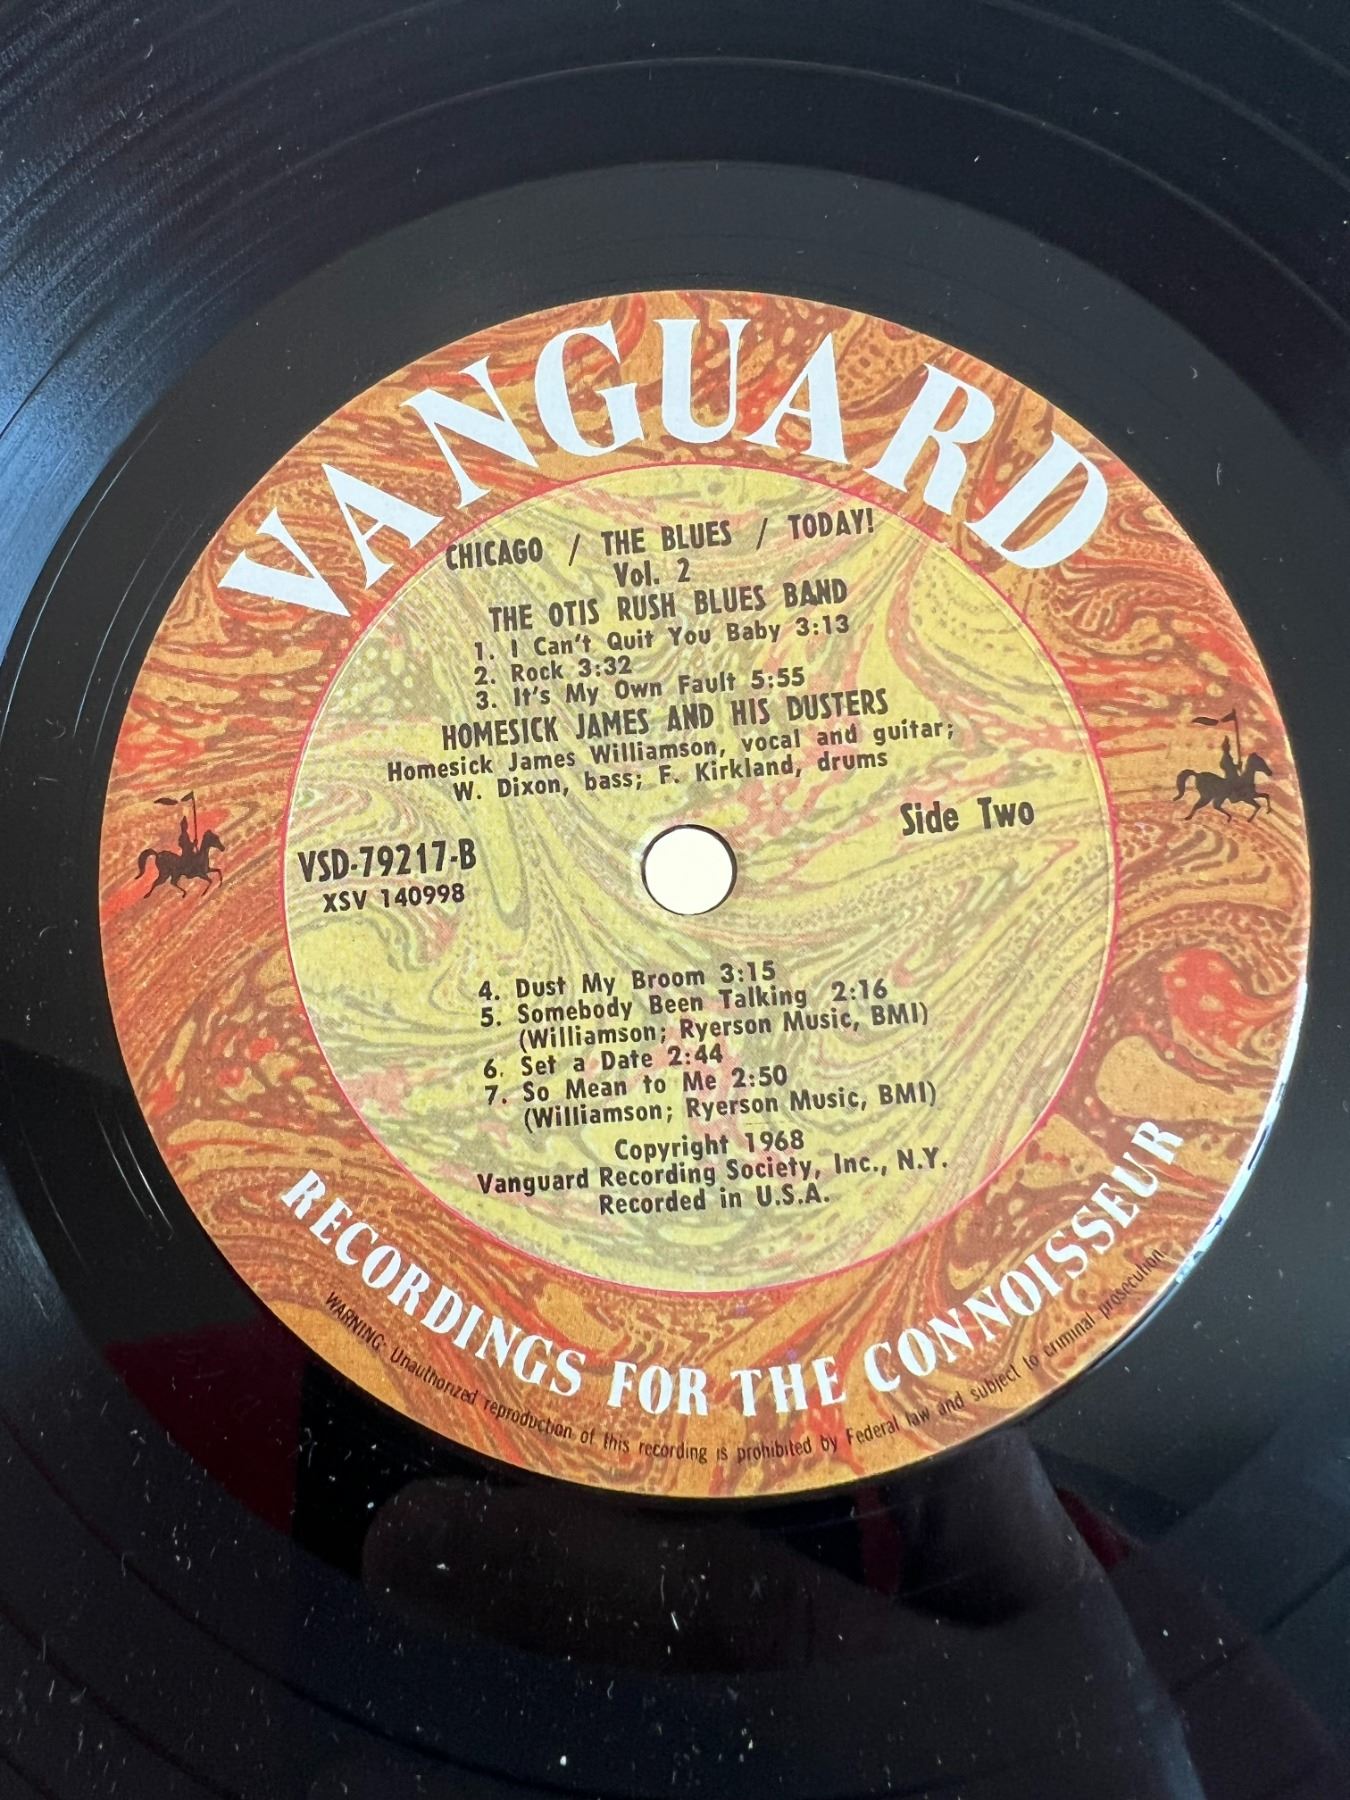 VANGUARD
CHICAGO / THE BLUES / TODAY!
Vol. 2
THE OTIS RUSH BLUES BAND
1. I Can't Quit You Baby 3:13
2. Rock 3:32
3. It's My Own Fault 5:55
HOMESICK JAMES AND HIS DUSTERS
Homesick James Williamson, vocal and guitar;
W. Dixon, bass; F. Kirkland, drums
Side Two
VSD-79217-B
XSV 140998
4. Dust My Broom 3:15
5. Somebody Been Talking 2:16
(Williamson; Ryerson Music, BMI)
6. Set a Date 2:44
7. So Mean to Me 2:50
(Williamson; Ryerson Music, BMI)
Copyright 1968
Vanguard Recording Society, Inc., N.Y.
Recorded in U.S.A.
RECORDINGS FOR THE CONNOISSEUR
WARNING: Unauthorized reproduction of this recording is prohibited by Federal law and subject to criminal prosecution.